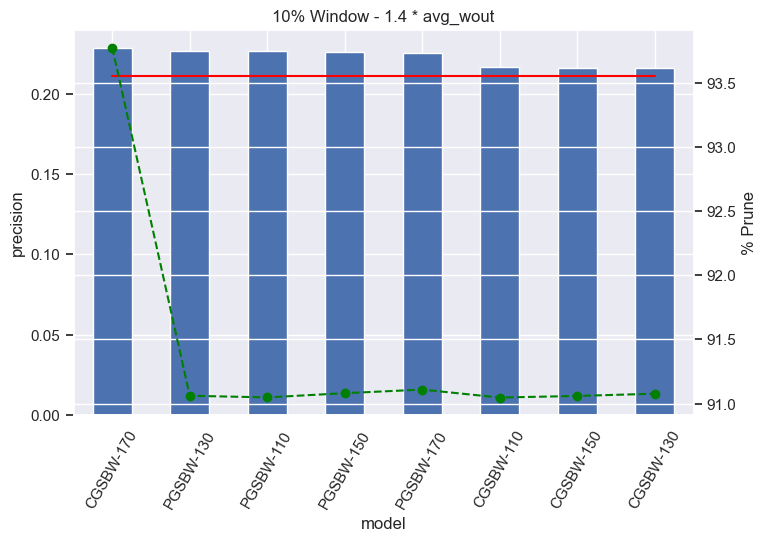 10% Window - 1.4 * avg_wout
precision
0.20
0.15
0.10
0.05
0.00
93.5
93.0
92.5
92.0
91.5
91.0
% Prune
CGSBW-170
PGSBW-130
PGSBW-110
PGSBW-150
PGSBW-170
CGSBW-110
CGSBW-150
CGSBW-130
model